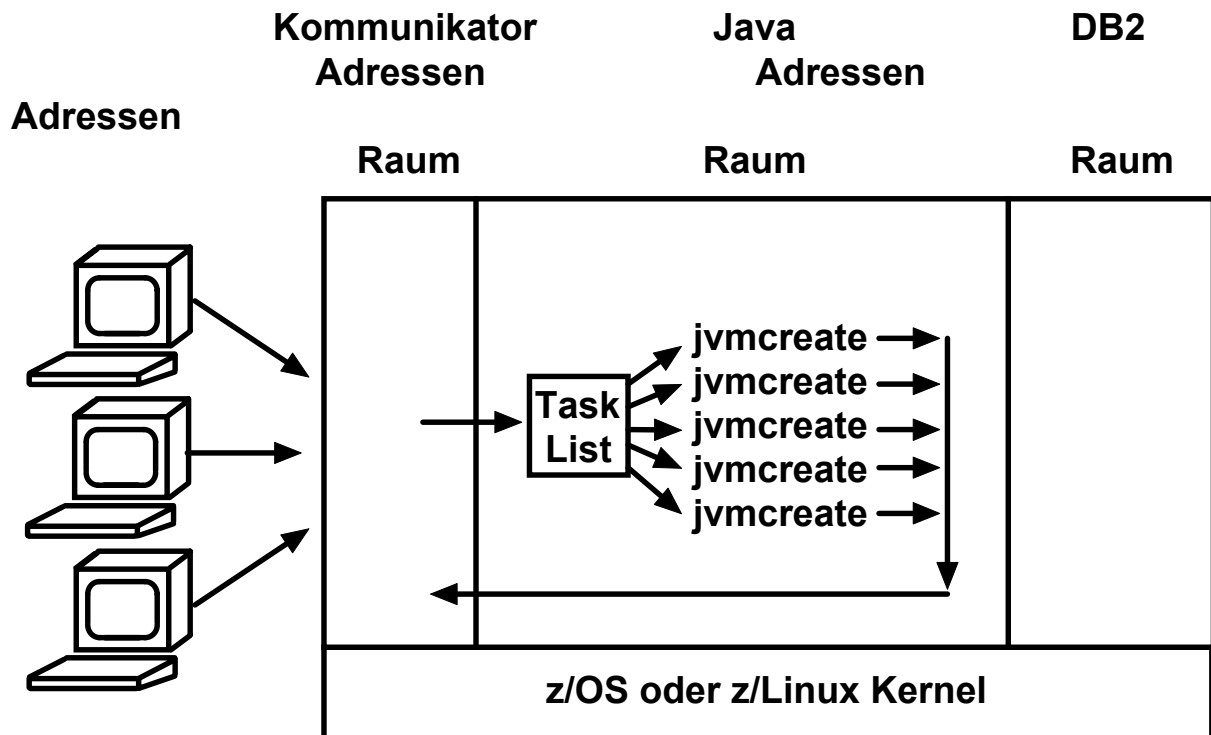 Kommunikator Java DB2
Adressen Adressen
Adressen
Raum Raum Raum
jvmcreate
jvmcreate
Task
jvmcreate
List
jvmcreate
jvmcreate
z/OS oder z/Linux Kernel